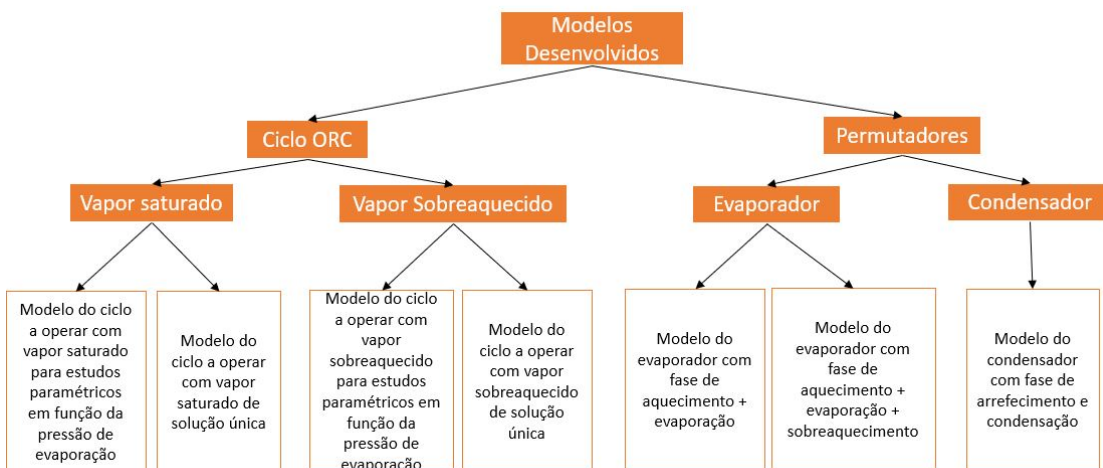 Modelos
Desenvolvidos
Ciclo ORC
Permutadores
Vapor saturado
Vapor Sobreaquecido
Evaporador
Condensador
Modelo do ciclo
a operar com
vapor saturado
para estudos
paramétricos
em função da
pressão de
evaporação
Modelo do
ciclo a operar
com vapor
saturado de
solução única
Modelo do ciclo
a operar com
vapor
sobreaquecido
para estudos
paramétricos em
função da
pressão de
evaporação
Modelo do
ciclo a operar
com vapor
sobreaquecido
de solução
única
Modelo do
evaporador com
fase de
aquecimento +
evaporação
Modelo do
evaporador com
fase de
aquecimento +
evaporação +
sobreaquecimento
Modelo do
condensador
com fase de
arrefecimento e
condensação